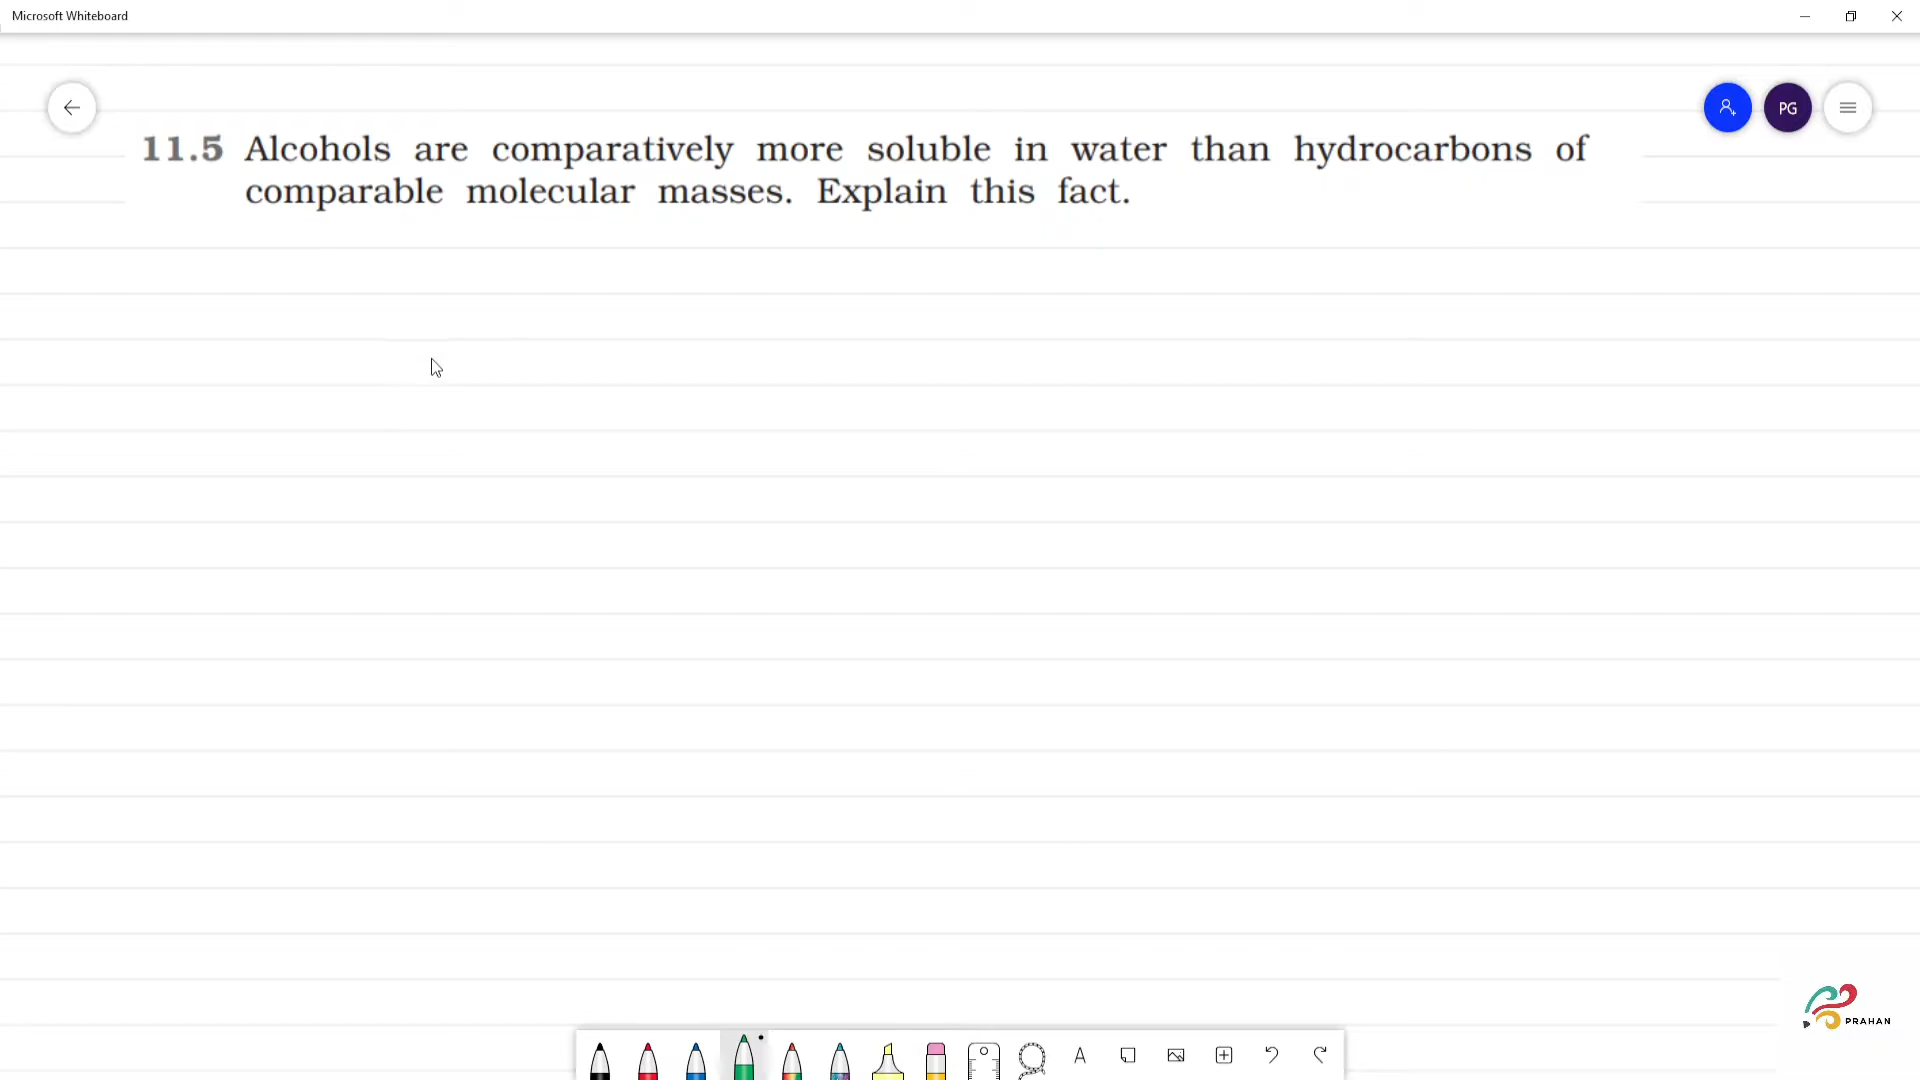 Microsoft Whiteboard
PG
11.5 Alcohols are comparatively more soluble in water than hydrocarbons of
comparable molecular masses. Explain this fact.
PRAHAN
A